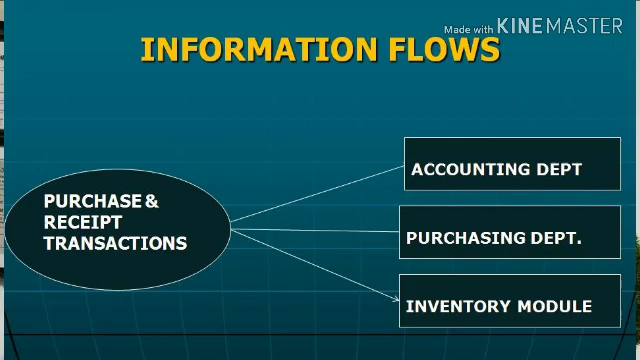 Made with KINEMASTER
INFORMATION FLOWS
PURCHASE &
RECEIPT
TRANSACTIONS
ACCOUNTING DEPT
PURCHASING DEPT.
INVENTORY MODULE